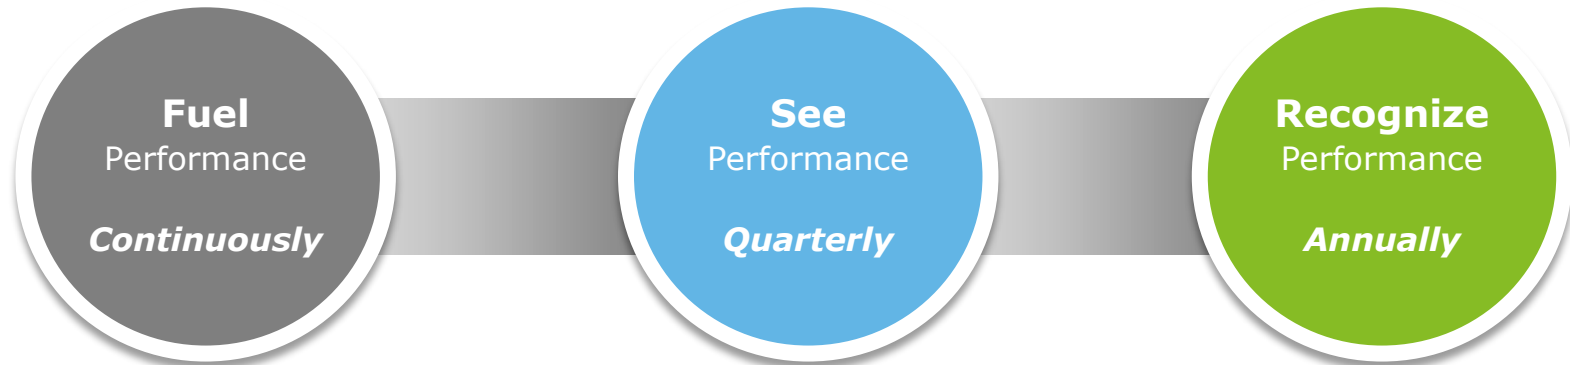 Fuel
Performance
Continuously
See
Performance
Quarterly
Recognize
Performance
Annually